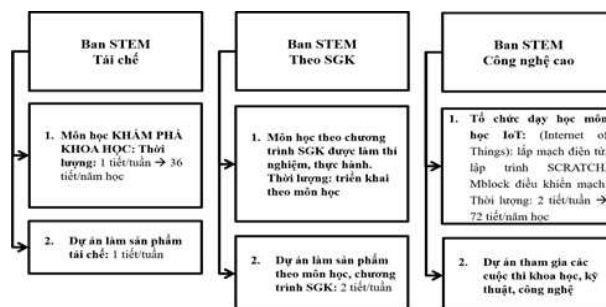 Ban STEM
Tái chế
1. Môn học KHÁM PHÁ
KHOA HỌC: Thời
lượng: 1 tiết/tuần → 36
tiết/năm học
2. Dự án làm sản phẩm
tái chế: 1 tiết/tuần
Ban STEM
Theo SGK
1. Môn học theo chương
trình SGK được làm thí
nghiệm, thực hành.
Thời lượng: triển khai
theo môn học
2. Dự án làm sản phẩm
theo môn học, chương
trình SGK: 2 tiết/tuần
Ban STEM
Công nghệ cao
1. Tổ chức dạy học môn
học IoT: (Internet of
Things): lắp mạch điện tử,
lập trình SCRATCH,
Mblock điều khiển mạch.
Thời lượng: 2 tiết/tuần →
72 tiết/năm học
2. Dự án tham gia các
cuộc thi khoa học, kỹ
thuật, công nghệ